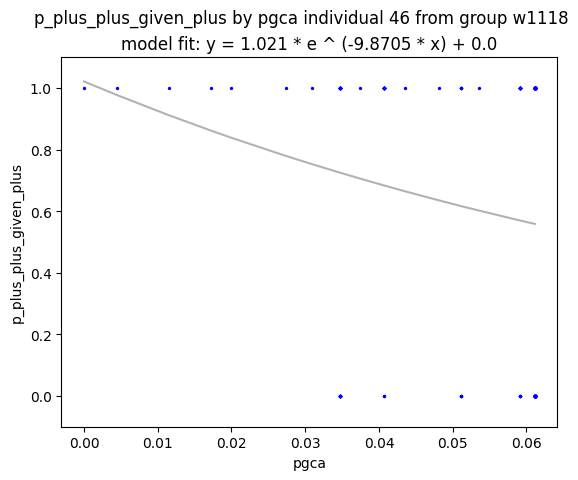 p_plus_plus_given_plus by pgca individual 46 from group w1118
model fit: y = 1.021 * e ^ (-9.8705 * x) + 0.0
p_plus_plus_given_plus
1.0
0.8
0.6
0.4
0.2
0.0
0.00 0.01 0.02 0.03 0.04 0.05 0.06
pgca